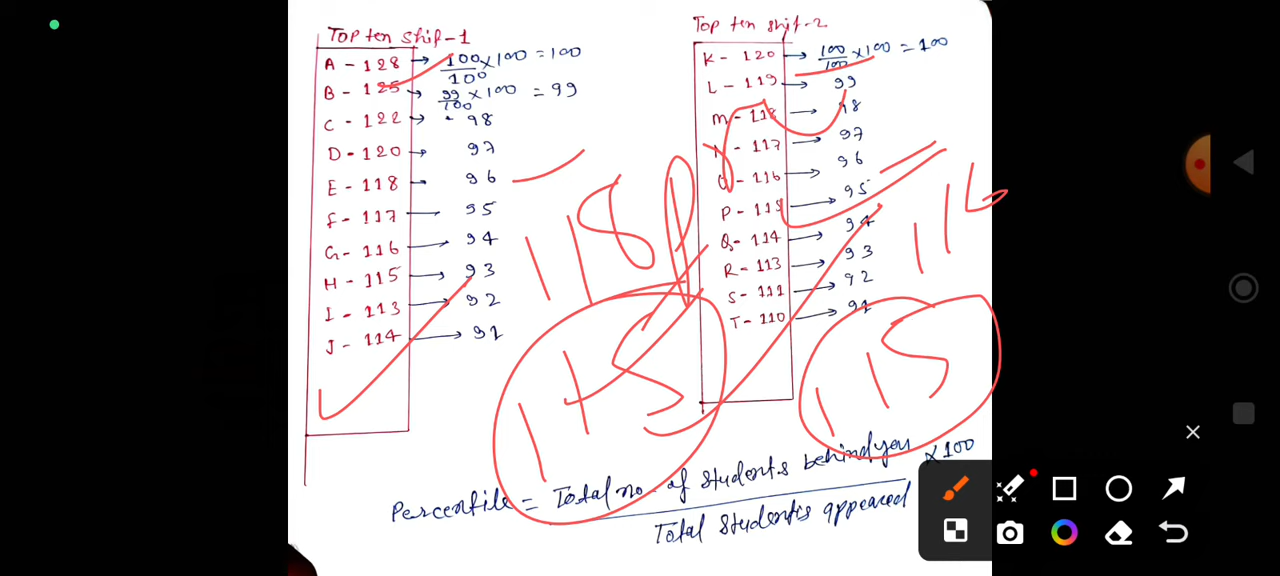 Top ten shif-1
A - 128 → 100/100 × 100 = 100
B - 125 → 99/100 × 100 = 99
C - 122 → 98
D - 120 → 97
E - 118 → 96
F - 117 — 95
G - 116 → 94
H - 115 → 93
I - 113 → 92
J - 114 → 91
Top ten shif-2
K - 120 → 100/100 × 100 = 100
L - 119 → 99
M - 118 → 98
N - 117 → 97
O - 116 → 96
P - 115 → 95
Q - 114 → 94
R - 113 → 93
S - 111 → 92
T - 110 → 91
118
115
116
115
Percentile = Total no. of students behind you × 100
Total students appeared